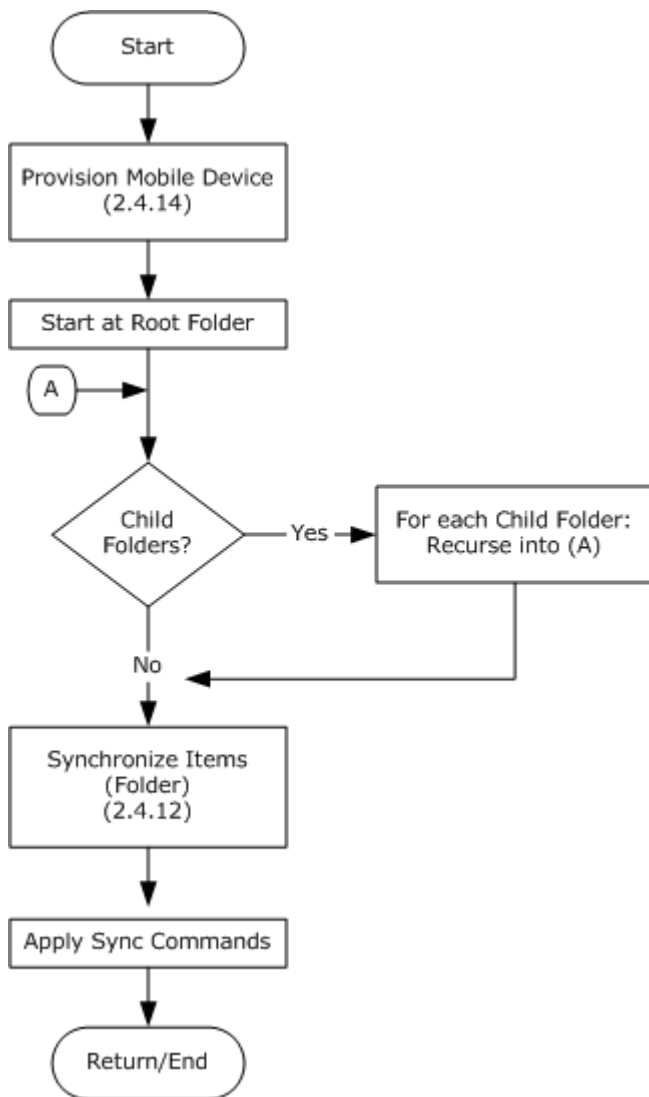 Start
Provision Mobile Device
(2.4.14)
Start at Root Folder
A
Child
Folders?
Yes
For each Child Folder:
Recurse into (A)
No
Synchronize Items
(Folder)
(2.4.12)
Apply Sync Commands
Return/End